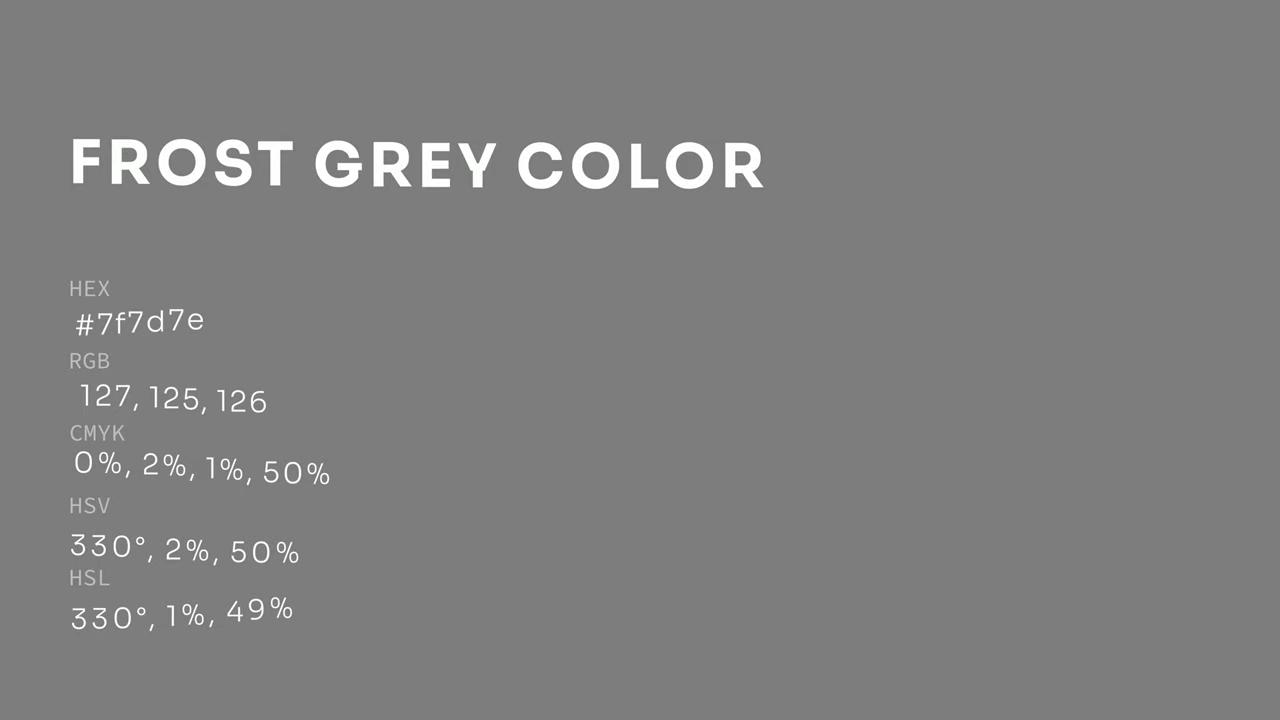 FROST GREY COLOR
HEX
#7f7d7e
RGB
127, 125, 126
CMYK
0%, 2%, 1%, 50%
HSV
330°, 2%, 50%
HSL
330°, 1%, 49%